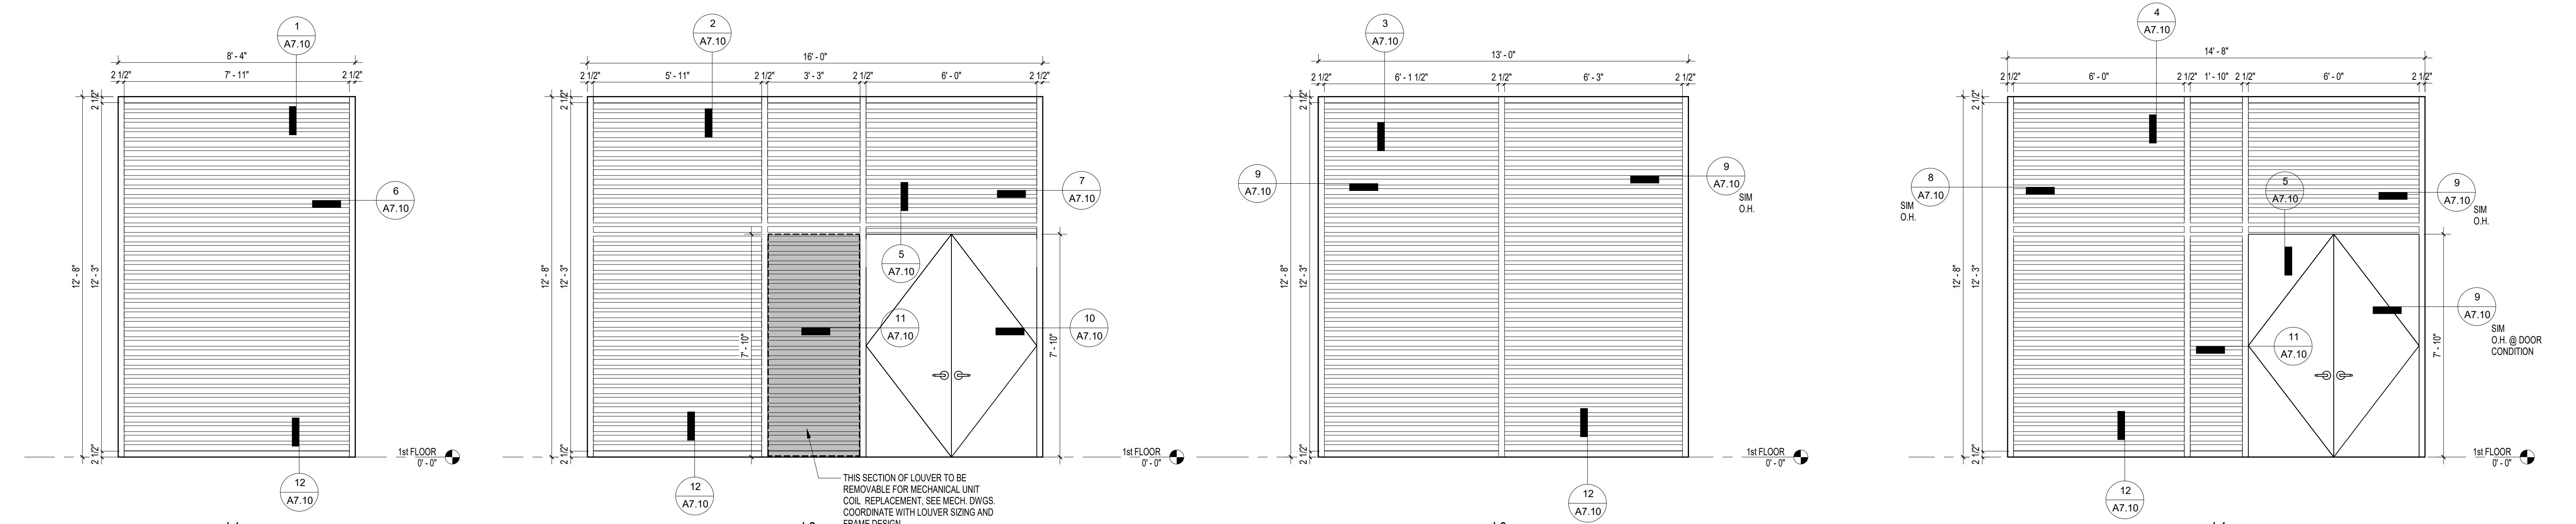 1
A7.10
8' - 4"
2 1/2"
7' - 11"
2 1/2"
2 1/2"
12' - 8"
12' - 3"
2 1/2"
6
A7.10
12
A7.10
1st FLOOR
0' - 0"
2
A7.10
16' - 0"
2 1/2"
5' - 11"
2 1/2"
3' - 3"
2 1/2"
6' - 0"
2 1/2"
2 1/2"
12' - 8"
12' - 3"
2 1/2"
7
A7.10
5
A7.10
7' - 10"
11
A7.10
10
A7.10
7' - 10"
12
A7.10
THIS SECTION OF LOUVER TO BE
REMOVABLE FOR MECHANICAL UNIT
COIL REPLACEMENT, SEE MECH. DWGS.
COORDINATE WITH LOUVER SIZING AND
FRAME DESIGN
1st FLOOR
0' - 0"
3
A7.10
13' - 0"
2 1/2"
6' - 1 1/2"
2 1/2"
6' - 3"
2 1/2"
2 1/2"
12' - 8"
12' - 3"
2 1/2"
9
A7.10
9
A7.10
SIM
O.H.
12
A7.10
1st FLOOR
0' - 0"
4
A7.10
14' - 8"
2 1/2"
6' - 0"
2 1/2"
1' - 10"
2 1/2"
6' - 0"
2 1/2"
2 1/2"
12' - 8"
12' - 3"
2 1/2"
8
A7.10
SIM
O.H.
5
A7.10
9
A7.10
SIM
O.H.
9
A7.10
SIM
O.H. @ DOOR
CONDITION
11
A7.10
7' - 10"
12
A7.10
1st FLOOR
0' - 0"